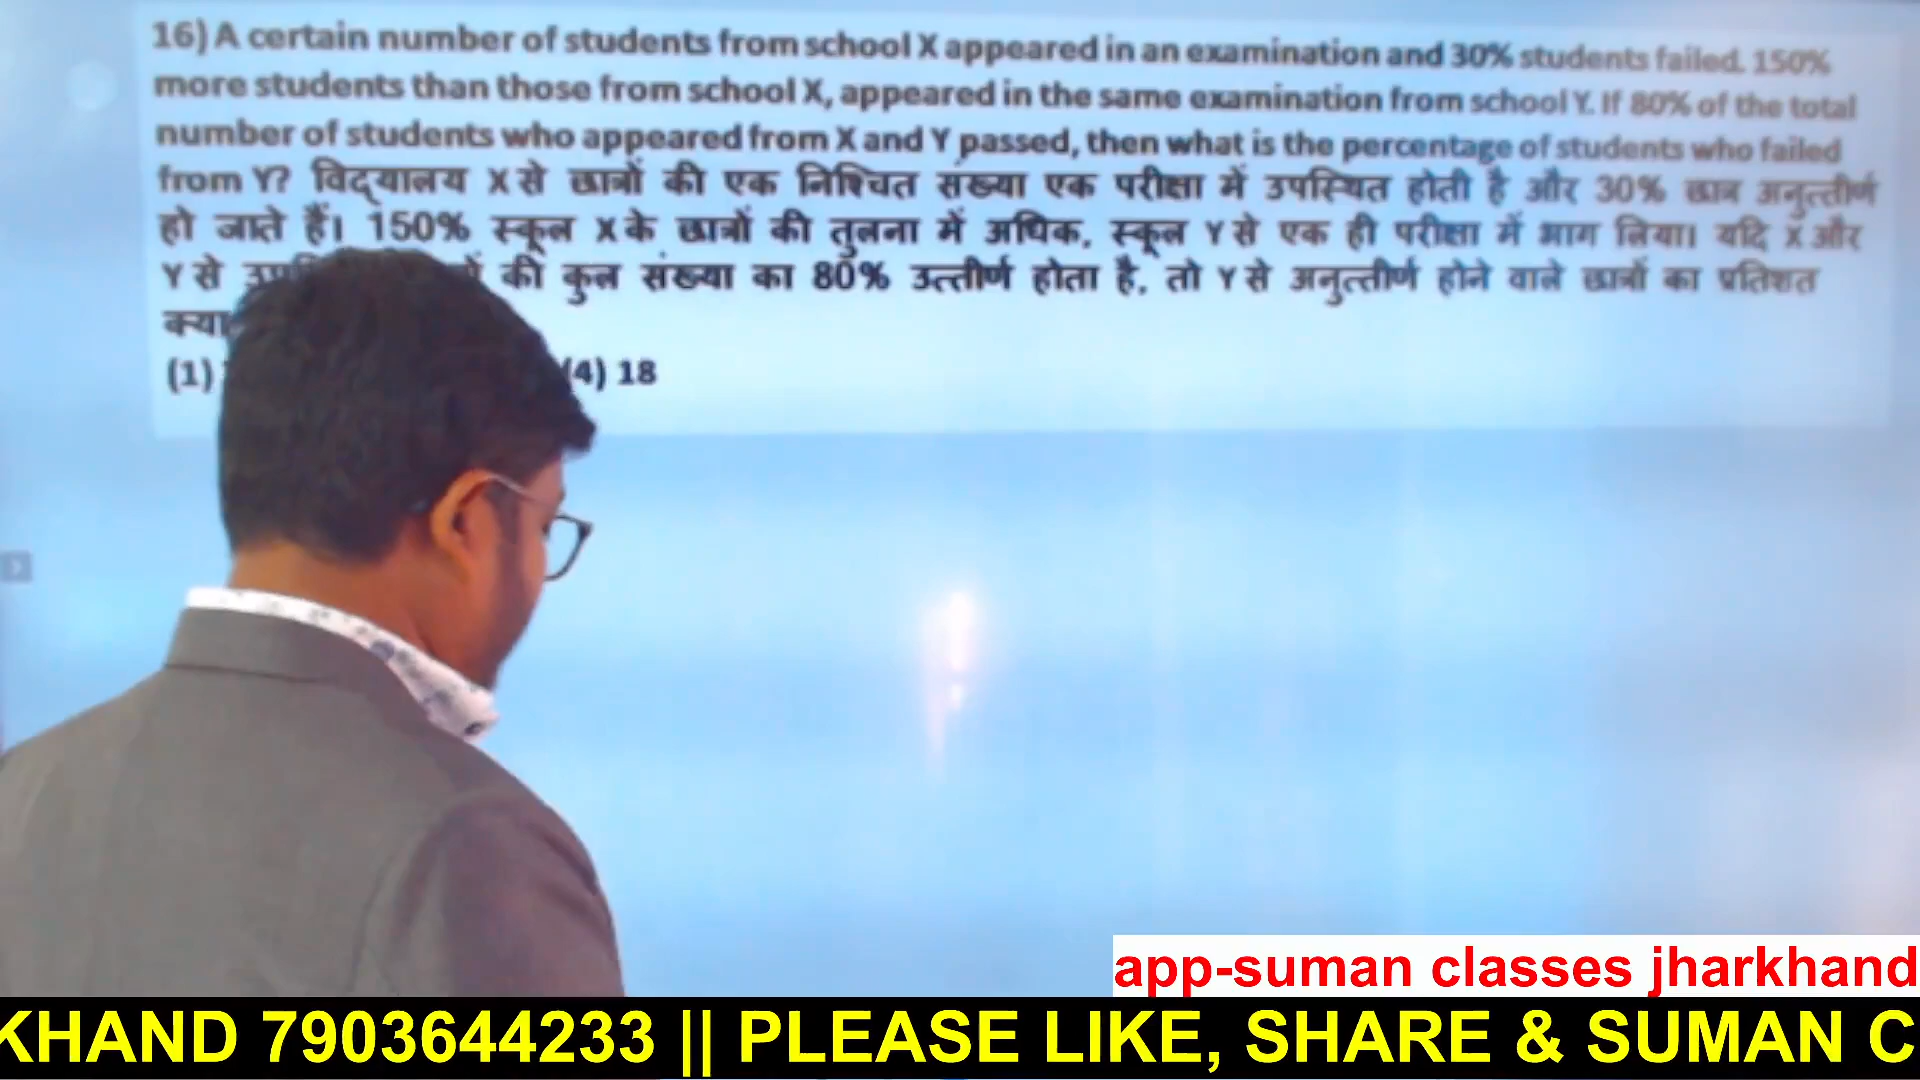 16) A certain number of students from school X appeared in an examination and 30% students failed. 150%
more students than those from school X, appeared in the same examination from school Y. If 80% of the total
number of students who appeared from X and Y passed, then what is the percentage of students who failed
from Y? विद्यालय X से छात्रों की एक निश्चित संख्या एक परीक्षा में उपस्थित होती है और 30% छात्र अनुत्तीर्ण
हो जाते हैं। 150% स्कूल X के छात्रों की तुलना में अधिक, स्कूल Y से एक ही परीक्षा में भाग लिया। यदि X और
Y से की कुल संख्या का 80% उत्तीर्ण होता है, तो Y से अनुत्तीर्ण होने वाले छात्रों का प्रतिशत
क्या
(1) (4) 18
app-suman classes jharkhand
KHAND 7903644233 || PLEASE LIKE, SHARE & SUMAN C